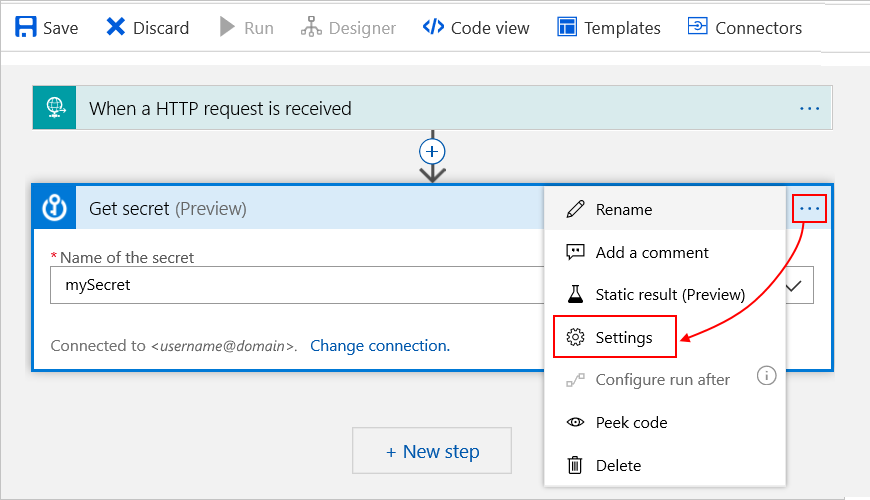 Save Discard Run Designer Code view Templates Connectors
When a HTTP request is received
Get secret (Preview)
* Name of the secret
mySecret
Connected to <username@domain>. Change connection.
Rename
Add a comment
Static result (Preview)
Settings
Configure run after
Peek code
Delete
+ New step